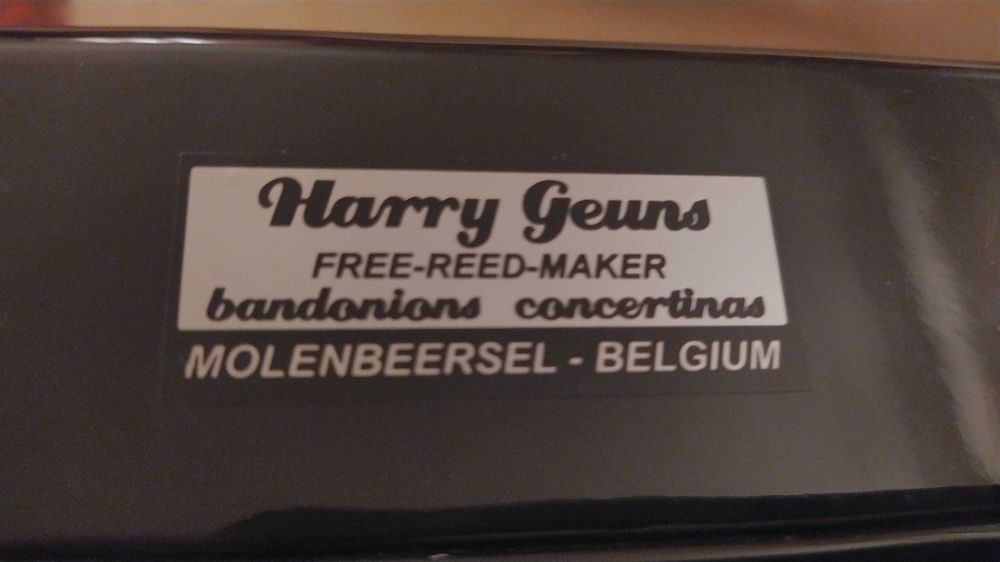 Harry Geuns
FREE-REED-MAKER
bandonions concertinas
MOLENBEERSEL - BELGIUM